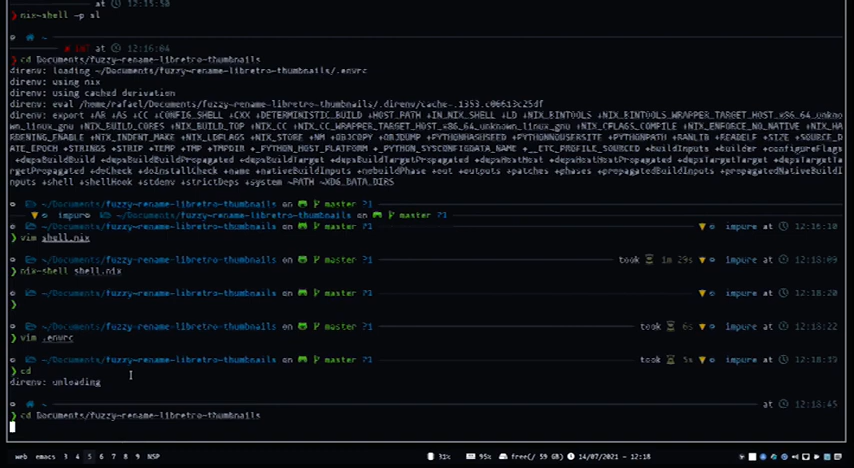 at 12:15:50
nix-shell -p sl
~
at 12:16:04
cd Documents/fuzzy-rename-libretro-thumbnails
direnv: loading ~/Documents/fuzzy-rename-libretro-thumbnails/.envrc
direnv: using nix
direnv: using cached derivation
direnv: eval /home/rafael/Documents/fuzzy-rename-libretro-thumbnails/.direnv/
direnv: export +AR +AS +CC +CONFIG_SHELL +CXX +DETERMINISTIC_BUILD +HOST_PATH +IN_NIX_SHELL +LD +NIX_BINTOOLS
+NIX_BUILD_CORES +NIX_BUILD_TOP +NIX_CC
+NIX_INDENT_MAKE +NIX_LDFLAGS +NIX_STORE +NM +OBJCOPY +OBJDUMP +PYTHONHASHSEED +PYTHONNOUSERSITE +PYTHONPATH +RANLIB +READELF +SIZE +SOURCE_D
ATE_EPOCH +STRINGS +STRIP +TEMP +TMP +TMPDIR +_PYTHON_HOST_PLATFORM +_PYTHON_SYSCONFIGDATA_NAME +__ETC_PROFILE_SOURCED +buildInputs +builder +configureFlags
+depsBuildBuild +depsBuildBuildPropagated +depsBuildTarget +depsBuildTargetPropagated +depsHostHost +depsHostHostPropagated +depsTargetTarget +depsTargetTa
rgetPropagated +doCheck +doInstallCheck +name +nativeBuildInputs +nobuildPhase +out +outputs +patches +phases +propagatedBuildInputs +propagatedNativeBuildI
nputs +shell +shellHook +stdenv +strictDeps +system ~PATH ~XDG_DATA_DIRS
~/Documents/fuzzy-rename-libretro-thumbnails on master ?1
impure ~/Documents/fuzzy-rename-libretro-thumbnails on master ?1
~/Documents/fuzzy-rename-libretro-thumbnails on master ?1 impure at 12:16:10
vim shell.nix
~/Documents/fuzzy-rename-libretro-thumbnails on master ?1 took 1m 29s impure at 12:18:09
nix-shell shell.nix
~/Documents/fuzzy-rename-libretro-thumbnails on master ?1 impure at 12:18:20
~/Documents/fuzzy-rename-libretro-thumbnails on master ?1 took 6s impure at 12:18:22
vim .envrc
~/Documents/fuzzy-rename-libretro-thumbnails on master ?1 took 5s impure at 12:18:39
cd
direnv: unloading
~ at 12:18:45
cd Documents/fuzzy-rename-libretro-thumbnails
web emacs 3 4 5 6 7 8 9 NSP 31% 95% free(/ 59 GB) 14/07/2021 - 12:18